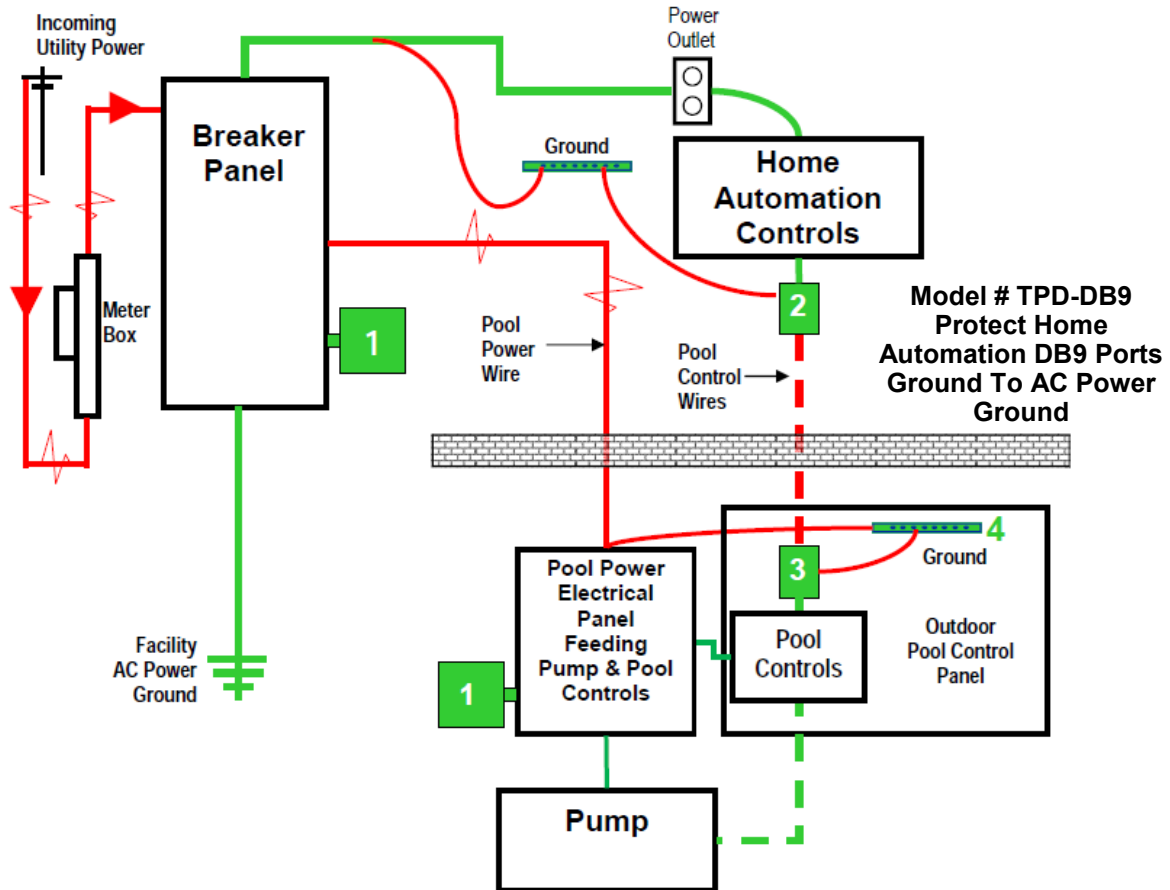 Incoming
Utility Power
Power
Outlet
Breaker
Panel
Ground
Home
Automation
Controls
Meter
Box
1
2
Model # TPD-DB9
Protect Home
Automation DB9 Ports
Ground To AC Power
Ground
Pool
Power
Wire
Pool
Control
Wires
4
Ground
3
Pool Power
Electrical
Panel
Feeding
Pump & Pool
Controls
Pool
Controls
Outdoor
Pool Control
Panel
Facility
AC Power
Ground
1
Pump